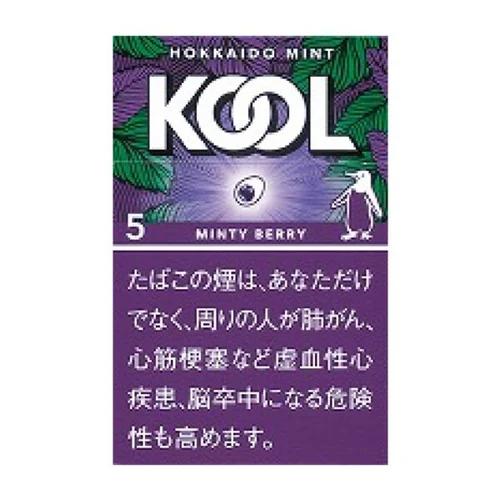 HOKKAIDO MINT
KOOL
5
MINTY BERRY
たばこの煙は、あなただけ
でなく、周りの人が肺がん、
心筋梗塞など虚血性心
疾患、脳卒中になる危険
性も高めます。